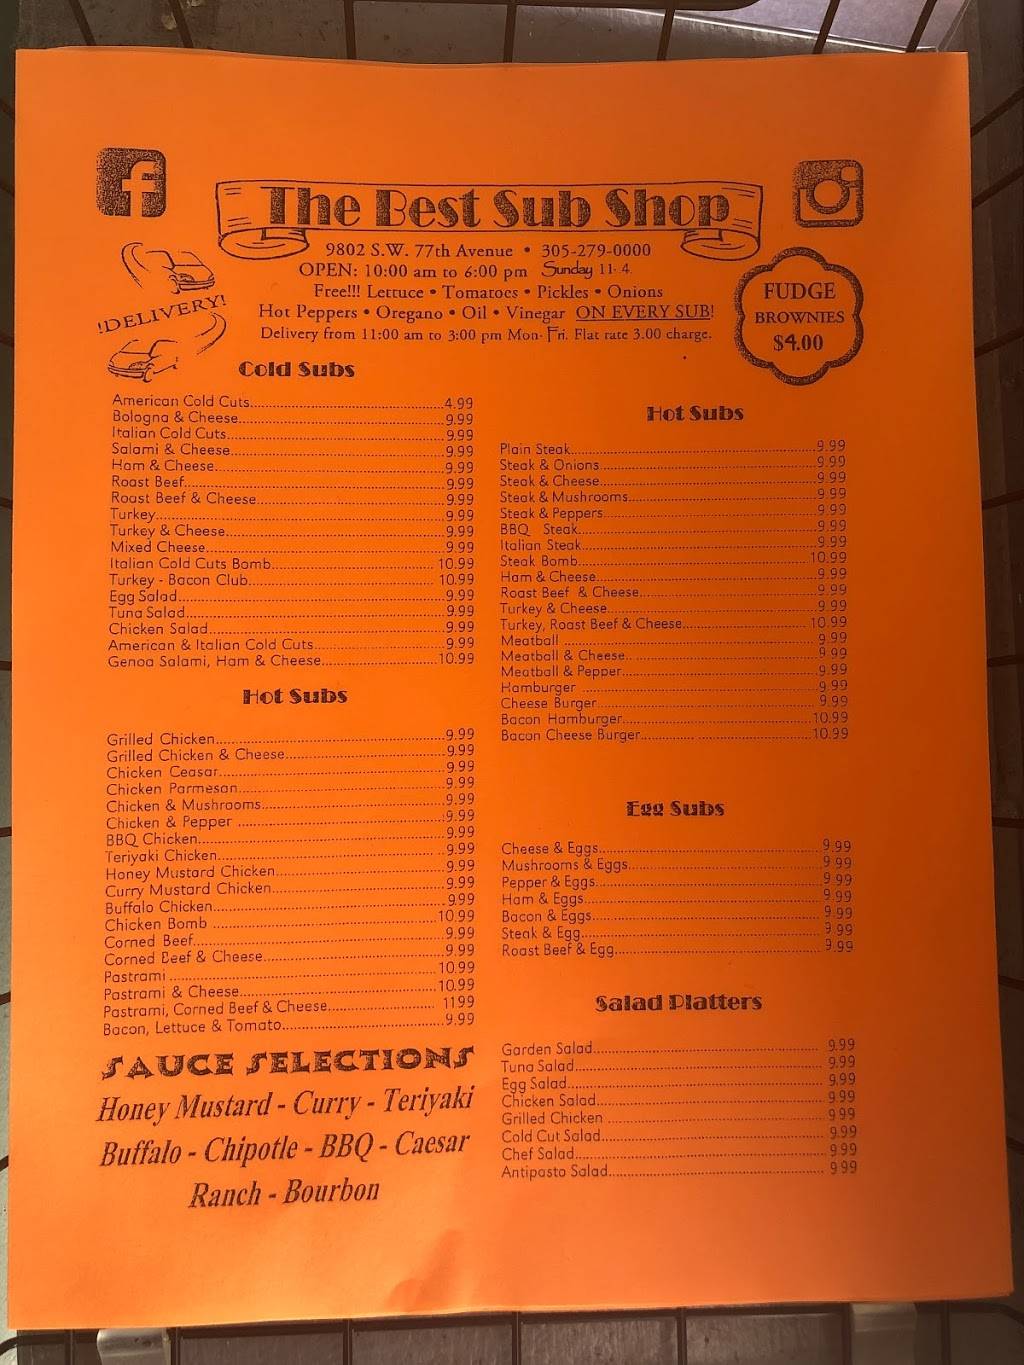 The Best Sub Shop
9802 S.W. 77th Avenue • 305-279-0000
OPEN: 10:00 am to 6:00 pm Sunday 11-4.
Free!!! Lettuce • Tomatoes • Pickles • Onions
Hot Peppers • Oregano • Oil • Vinegar ON EVERY SUB!
Delivery from 11:00 am to 3:00 pm Mon-Fri. Flat rate 3.00 charge.
!DELIVERY!
FUDGE
BROWNIES
$4.00
Cold Subs
American Cold Cuts 4.99
Bologna & Cheese 9.99
Italian Cold Cuts 9.99
Salami & Cheese 9.99
Ham & Cheese 9.99
Roast Beef 9.99
Roast Beef & Cheese 9.99
Turkey 9.99
Turkey & Cheese 9.99
Mixed Cheese 9.99
Italian Cold Cuts Bomb 10.99
Turkey - Bacon Club 10.99
Egg Salad 9.99
Tuna Salad 9.99
Chicken Salad 9.99
American & Italian Cold Cuts 9.99
Genoa Salami, Ham & Cheese 10.99
Hot Subs
Grilled Chicken 9.99
Grilled Chicken & Cheese 9.99
Chicken Ceasar 9.99
Chicken Parmesan 9.99
Chicken & Mushrooms 9.99
Chicken & Pepper 9.99
BBQ Chicken 9.99
Teriyaki Chicken 9.99
Honey Mustard Chicken 9.99
Curry Mustard Chicken 9.99
Buffalo Chicken 9.99
Chicken Bomb 10.99
Corned Beef 9.99
Corned Beef & Cheese 9.99
Pastrami 10.99
Pastrami & Cheese 10.99
Pastrami, Corned Beef & Cheese 11.99
Bacon, Lettuce & Tomato 9.99
SAUCE SELECTIONS
Honey Mustard - Curry - Teriyaki
Buffalo - Chipotle - BBQ - Caesar
Ranch - Bourbon
Hot Subs
Plain Steak 9.99
Steak & Onions 9.99
Steak & Cheese 9.99
Steak & Mushrooms 9.99
Steak & Peppers 9.99
BBQ Steak 9.99
Italian Steak 9.99
Steak Bomb 10.99
Ham & Cheese 9.99
Roast Beef & Cheese 9.99
Turkey & Cheese 9.99
Turkey, Roast Beef & Cheese 10.99
Meatball 9.99
Meatball & Cheese 9.99
Meatball & Pepper 9.99
Hamburger 9.99
Cheese Burger 9.99
Bacon Hamburger 10.99
Bacon Cheese Burger 10.99
Egg Subs
Cheese & Eggs 9.99
Mushrooms & Eggs 9.99
Pepper & Eggs 9.99
Ham & Eggs 9.99
Bacon & Eggs 9.99
Steak & Egg 9.99
Roast Beef & Egg 9.99
Salad Platters
Garden Salad 9.99
Tuna Salad 9.99
Egg Salad 9.99
Chicken Salad 9.99
Grilled Chicken 9.99
Cold Cut Salad 9.99
Chef Salad 9.99
Antipasto Salad 9.99